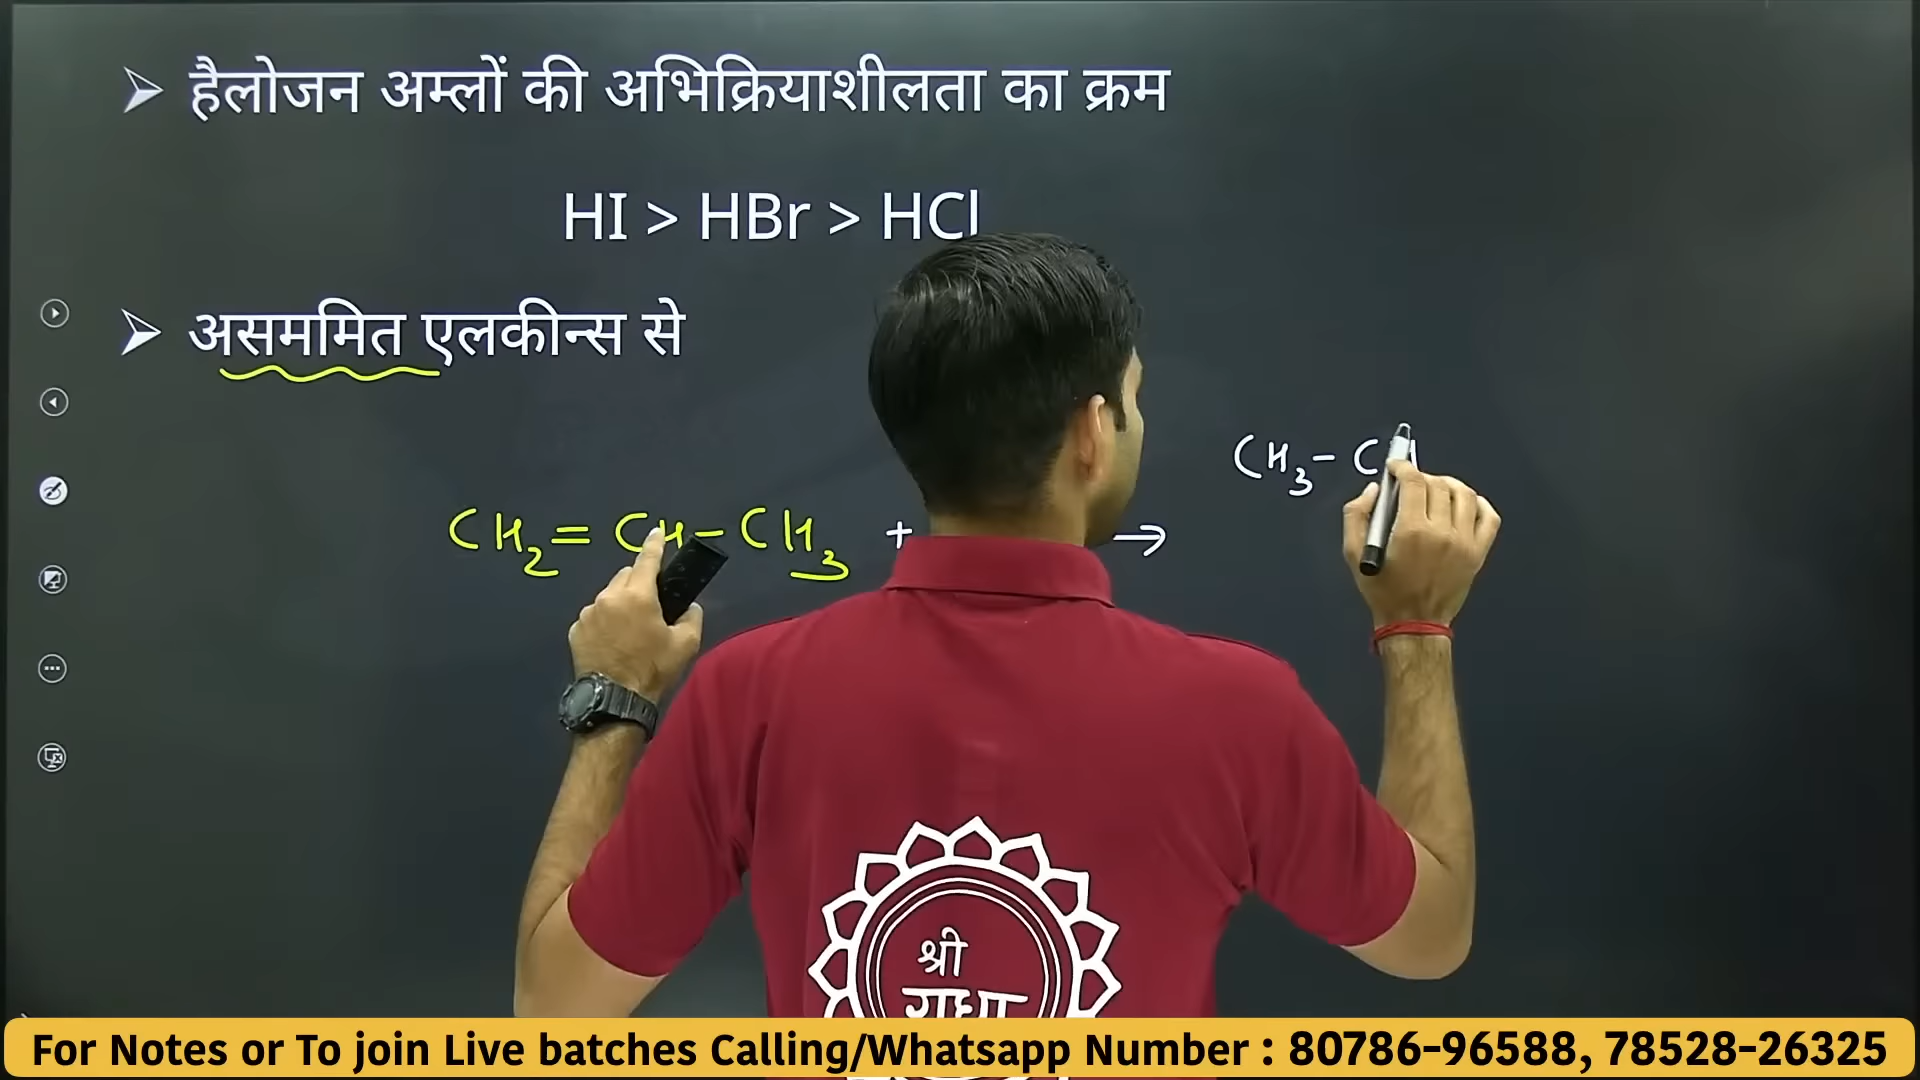 ➢ हैलोजन अम्लों की अभिक्रियाशीलता का क्रम
HI > HBr > HCl
➢ असममित एलकीन्स से
CH₃ – CH
CH₂ = CH – CH₃ + →
श्री
राधा
For Notes or To join Live batches Calling/Whatsapp Number : 80786-96588, 78528-26325